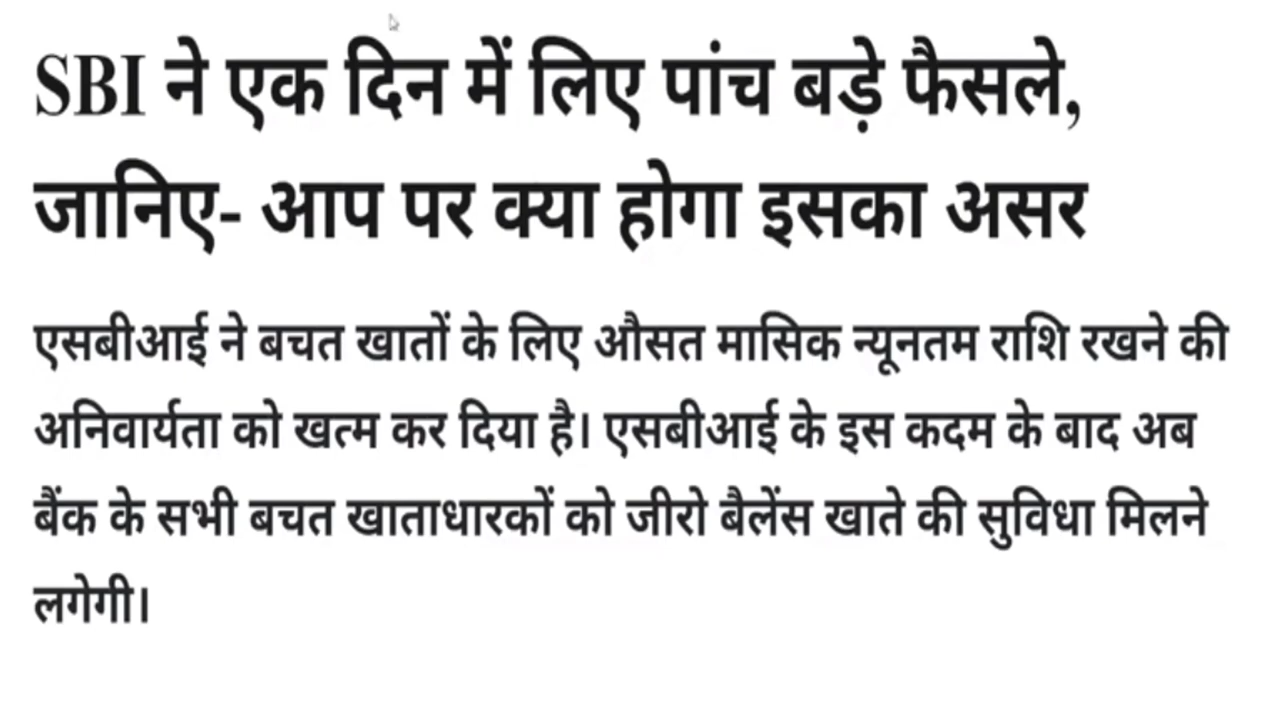 SBI ने एक दिन में लिए पांच बड़े फैसले,
जानिए- आप पर क्या होगा इसका असर
एसबीआई ने बचत खातों के लिए औसत मासिक न्यूनतम राशि रखने की
अनिवार्यता को खत्म कर दिया है। एसबीआई के इस कदम के बाद अब
बैंक के सभी बचत खाताधारकों को जीरो बैलेंस खाते की सुविधा मिलने
लगेगी।